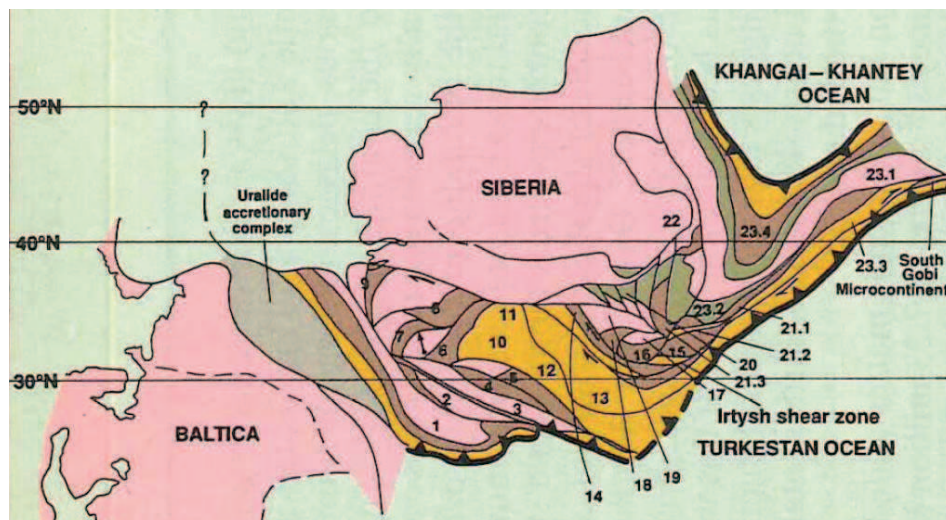 KHANGAI – KHANTEY
OCEAN
50°N
?
?
Uralide
accretionary
complex
SIBERIA
23.1
22
40°N
23.4
South
Gobi
Microcontinent
23.3
9
23.2
6
11
21.1
7
10
8
16
15
20
21.2
12
5
21.3
30°N
4
17
13
2
3
Irtysh shear zone
1
BALTICA
TURKESTAN OCEAN
19
18
14